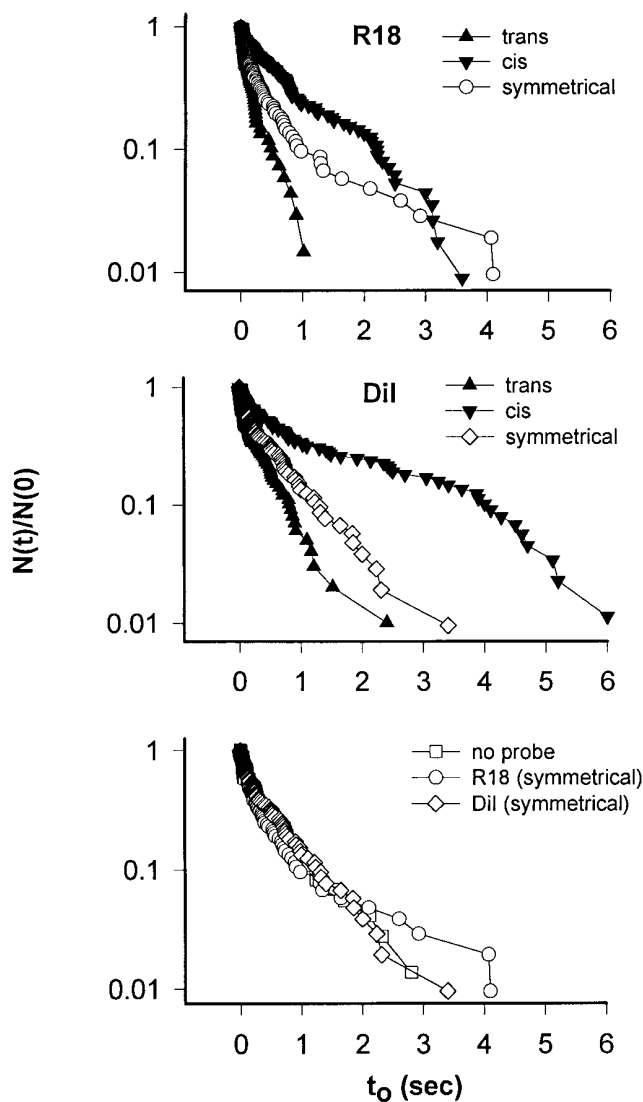 R18
trans
cis
symmetrical
1
0.1
0.01
0 1 2 3 4 5 6
DiI
trans
cis
symmetrical
1
0.1
0.01
0 1 2 3 4 5 6
N(t)/N(0)
no probe
R18 (symmetrical)
DiI (symmetrical)
1
0.1
0.01
0 1 2 3 4 5 6
to (sec)